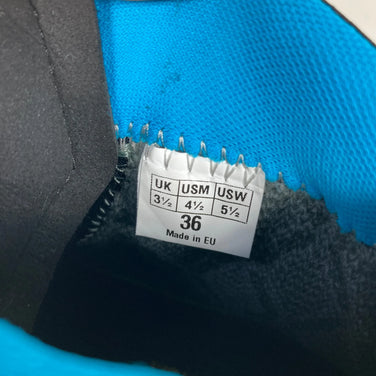 UK USM USW
3½ 4½ 5½
36
Made in EU